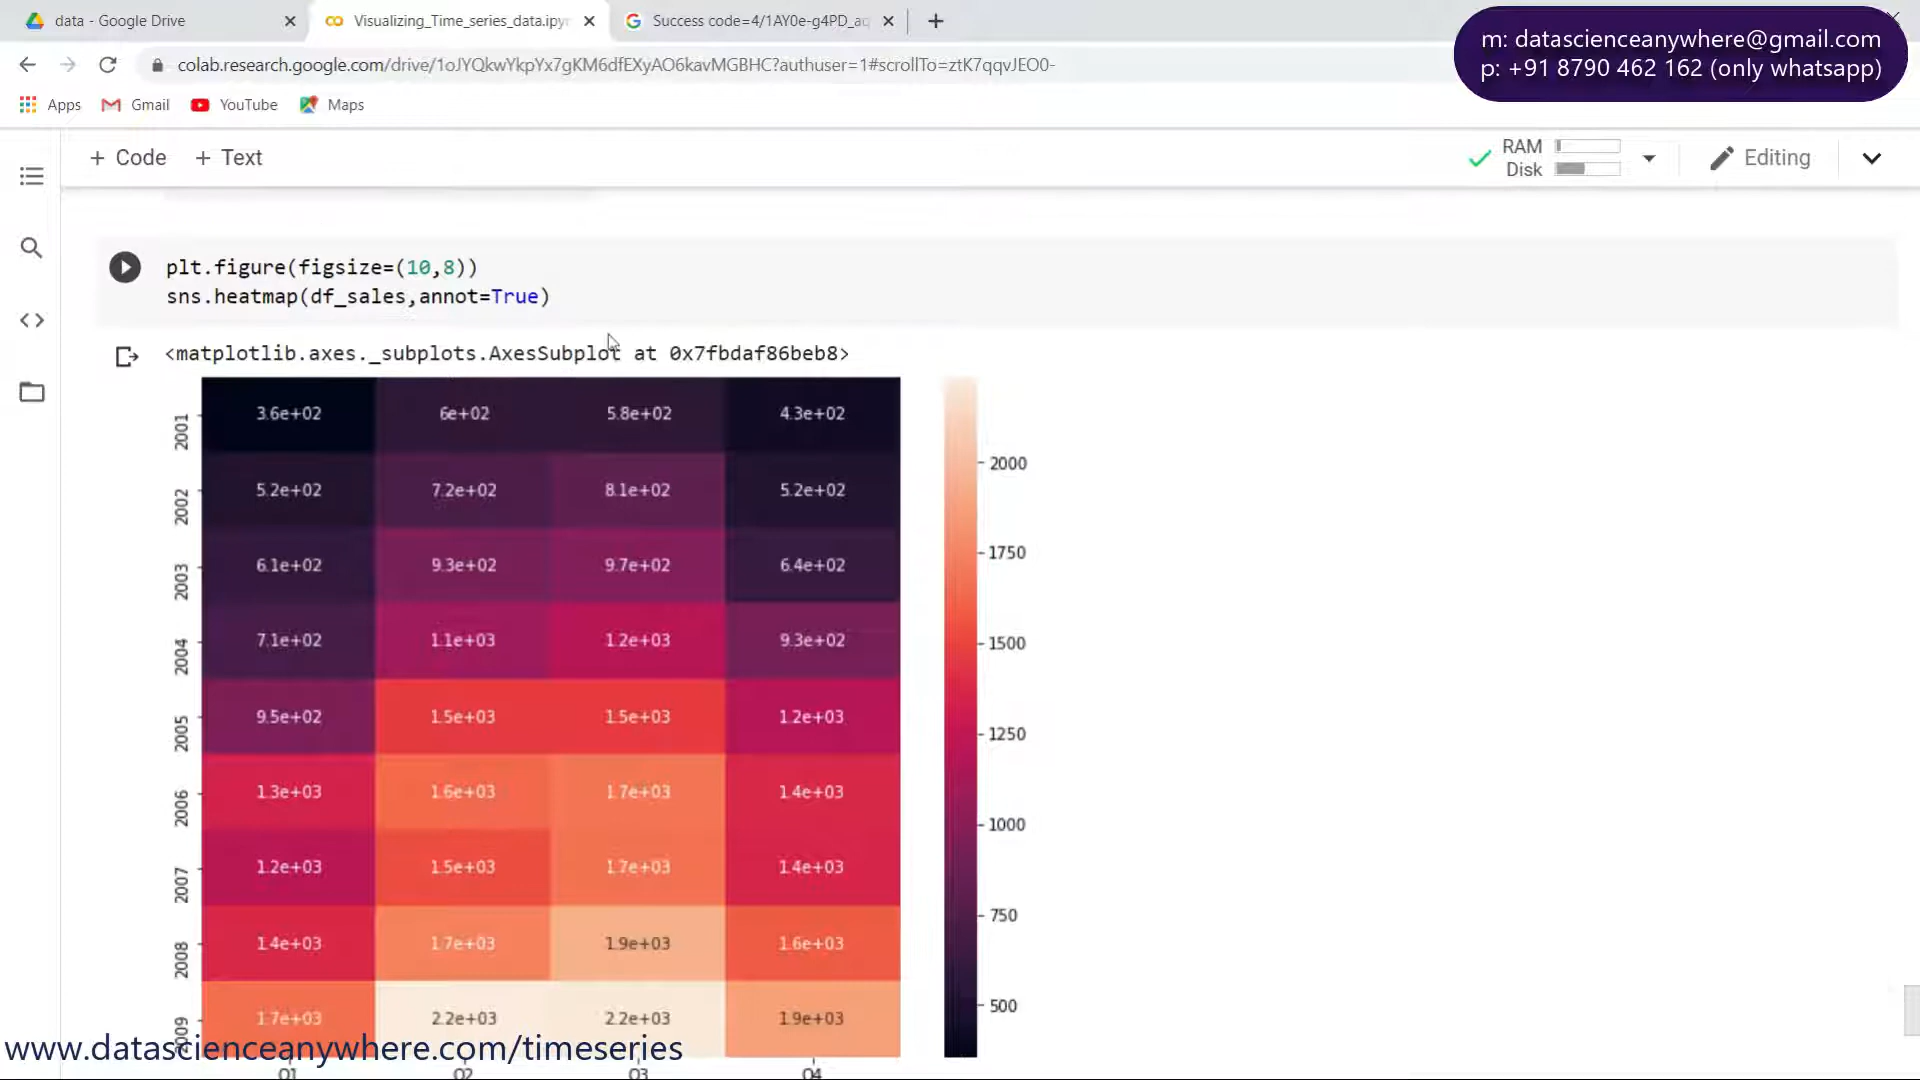 data - Google Drive
Visualizing_Time_series_data.ipyn
Success code=4/1AY0e-g4PD_aq
m: datascienceanywhere@gmail.com
p: +91 8790 462 162 (only whatsapp)
colab.research.google.com/drive/1oJYQkwYkpYx7gKM6dfEXyAO6kavMGBHC?authuser=1#scrollTo=ztK7qqvJEO0-
Apps Gmail YouTube Maps
+ Code + Text
RAM
Disk
Editing
plt.figure(figsize=(10,8))
sns.heatmap(df_sales,annot=True)
<matplotlib.axes._subplots.AxesSubplot at 0x7fbdaf86beb8>
2001 3.6e+02 6e+02 5.8e+02 4.3e+02
2002 5.2e+02 7.2e+02 8.1e+02 5.2e+02
2003 6.1e+02 9.3e+02 9.7e+02 6.4e+02
2004 7.1e+02 1.1e+03 1.2e+03 9.3e+02
2005 9.5e+02 1.5e+03 1.5e+03 1.2e+03
2006 1.3e+03 1.6e+03 1.7e+03 1.4e+03
2007 1.2e+03 1.5e+03 1.7e+03 1.4e+03
2008 1.4e+03 1.7e+03 1.9e+03 1.6e+03
2009 1.7e+03 2.2e+03 2.2e+03 1.9e+03
Q1 Q2 Q3 Q4
2000
1750
1500
1250
1000
750
500
www.datascienceanywhere.com/timeseries